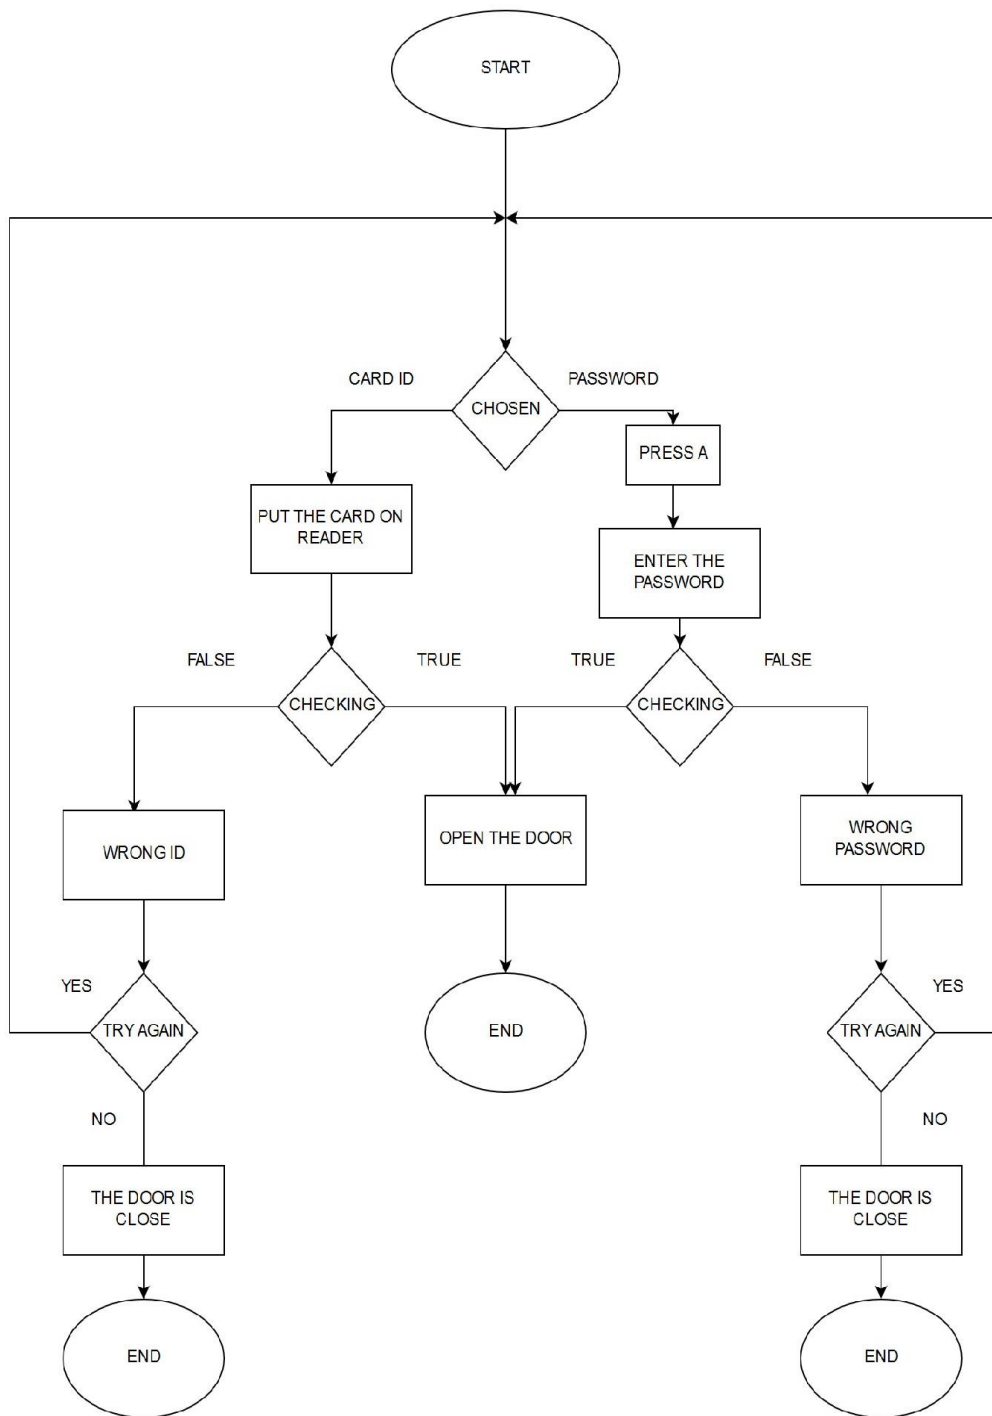 START
CARD ID
PASSWORD
CHOSEN
PRESS A
PUT THE CARD ON
READER
ENTER THE
PASSWORD
FALSE
TRUE
TRUE
FALSE
CHECKING
CHECKING
WRONG ID
OPEN THE DOOR
WRONG
PASSWORD
YES
YES
TRY AGAIN
END
TRY AGAIN
NO
NO
THE DOOR IS
CLOSE
THE DOOR IS
CLOSE
END
END